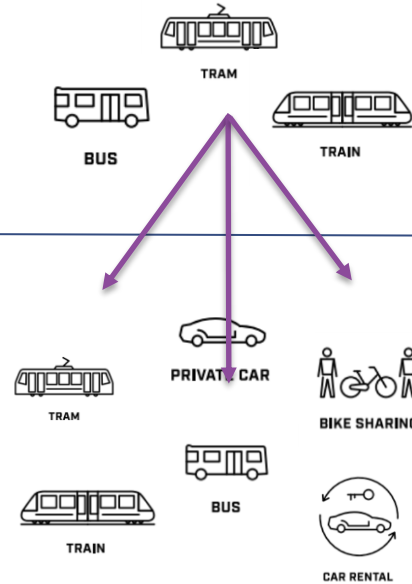 TRAM
BUS
TRAIN
PRIVATE CAR
TRAM
BIKE SHARING
BUS
TRAIN
CAR RENTAL